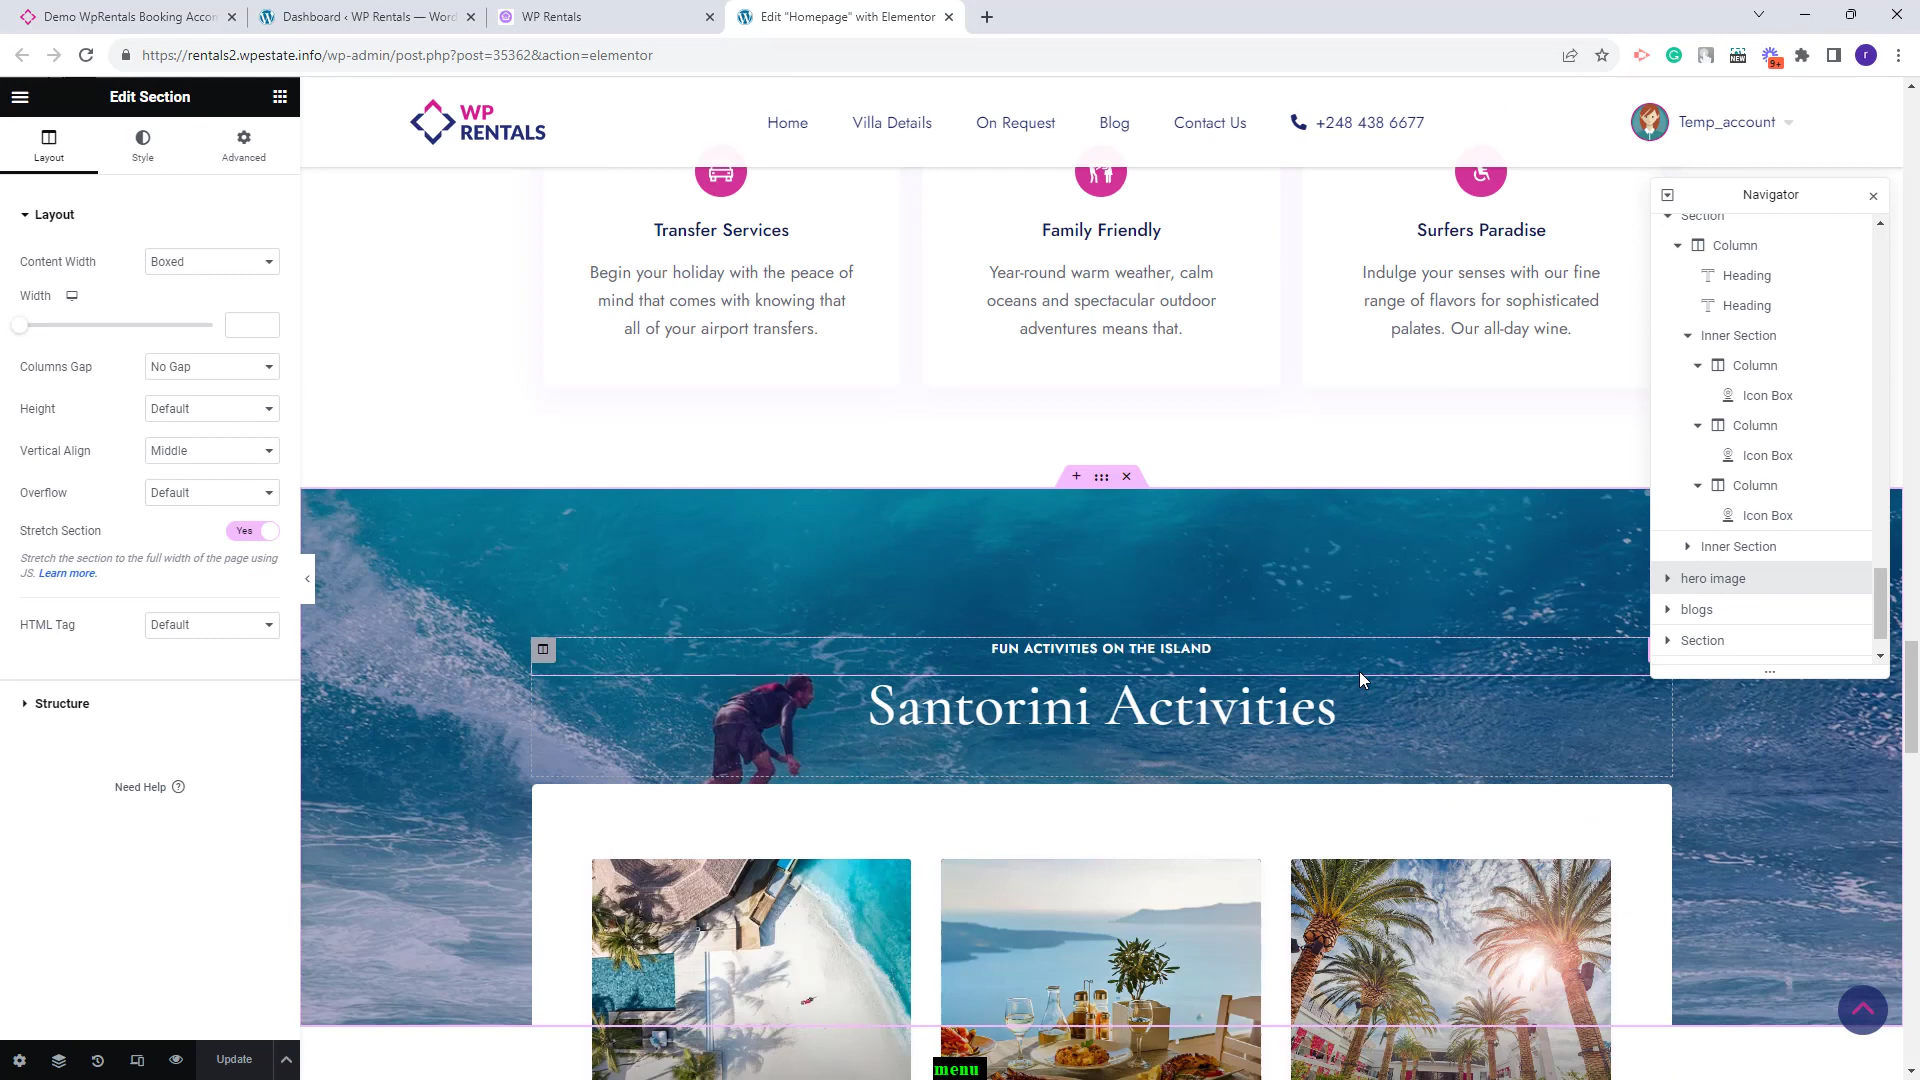 Demo WpRentals Booking Accon
Dashboard ‹ WP Rentals — Word
WP Rentals
Edit "Homepage" with Elementor
https://rentals2.wpestate.info/wp-admin/post.php?post=35362&action=elementor
NEW
9+
r
Edit Section
Layout
Style
Advanced
Layout
Content Width
Boxed
Width
Columns Gap
No Gap
Height
Default
Vertical Align
Middle
Overflow
Default
Stretch Section
Yes
Stretch the section to the full width of the page using
JS. Learn more.
HTML Tag
Default
Structure
Need Help
Update
WP
RENTALS
Home
Villa Details
On Request
Blog
Contact Us
+248 438 6677
Temp_account
Transfer Services
Begin your holiday with the peace of
mind that comes with knowing that
all of your airport transfers.
Family Friendly
Year-round warm weather, calm
oceans and spectacular outdoor
adventures means that.
Surfers Paradise
Indulge your senses with our fine
range of flavors for sophisticated
palates. Our all-day wine.
FUN ACTIVITIES ON THE ISLAND
Santorini Activities
menu
Navigator
Section
Column
Heading
Heading
Inner Section
Column
Icon Box
Column
Icon Box
Column
Icon Box
Inner Section
hero image
blogs
Section